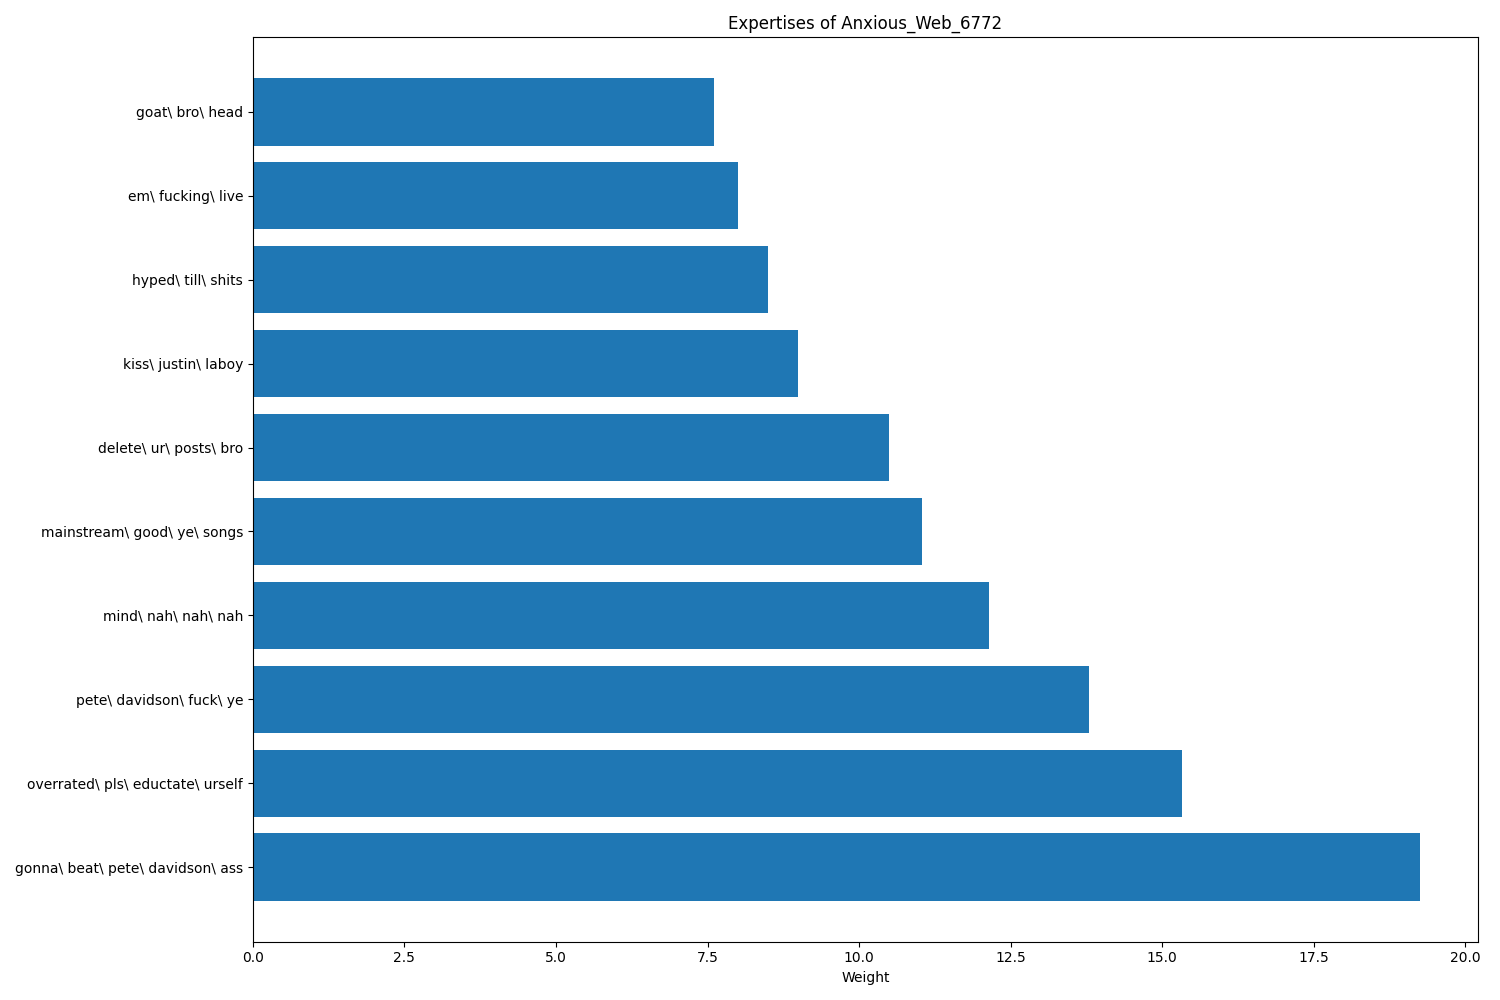 Expertises of Anxious_Web_6772
goat\ bro\ head
em\ fucking\ live
hyped\ till\ shits
kiss\ justin\ laboy
delete\ ur\ posts\ bro
mainstream\ good\ ye\ songs
mind\ nah\ nah\ nah
pete\ davidson\ fuck\ ye
overrated\ pls\ eductate\ urself
gonna\ beat\ pete\ davidson\ ass
0.0 2.5 5.0 7.5 10.0 12.5 15.0 17.5 20.0
Weight